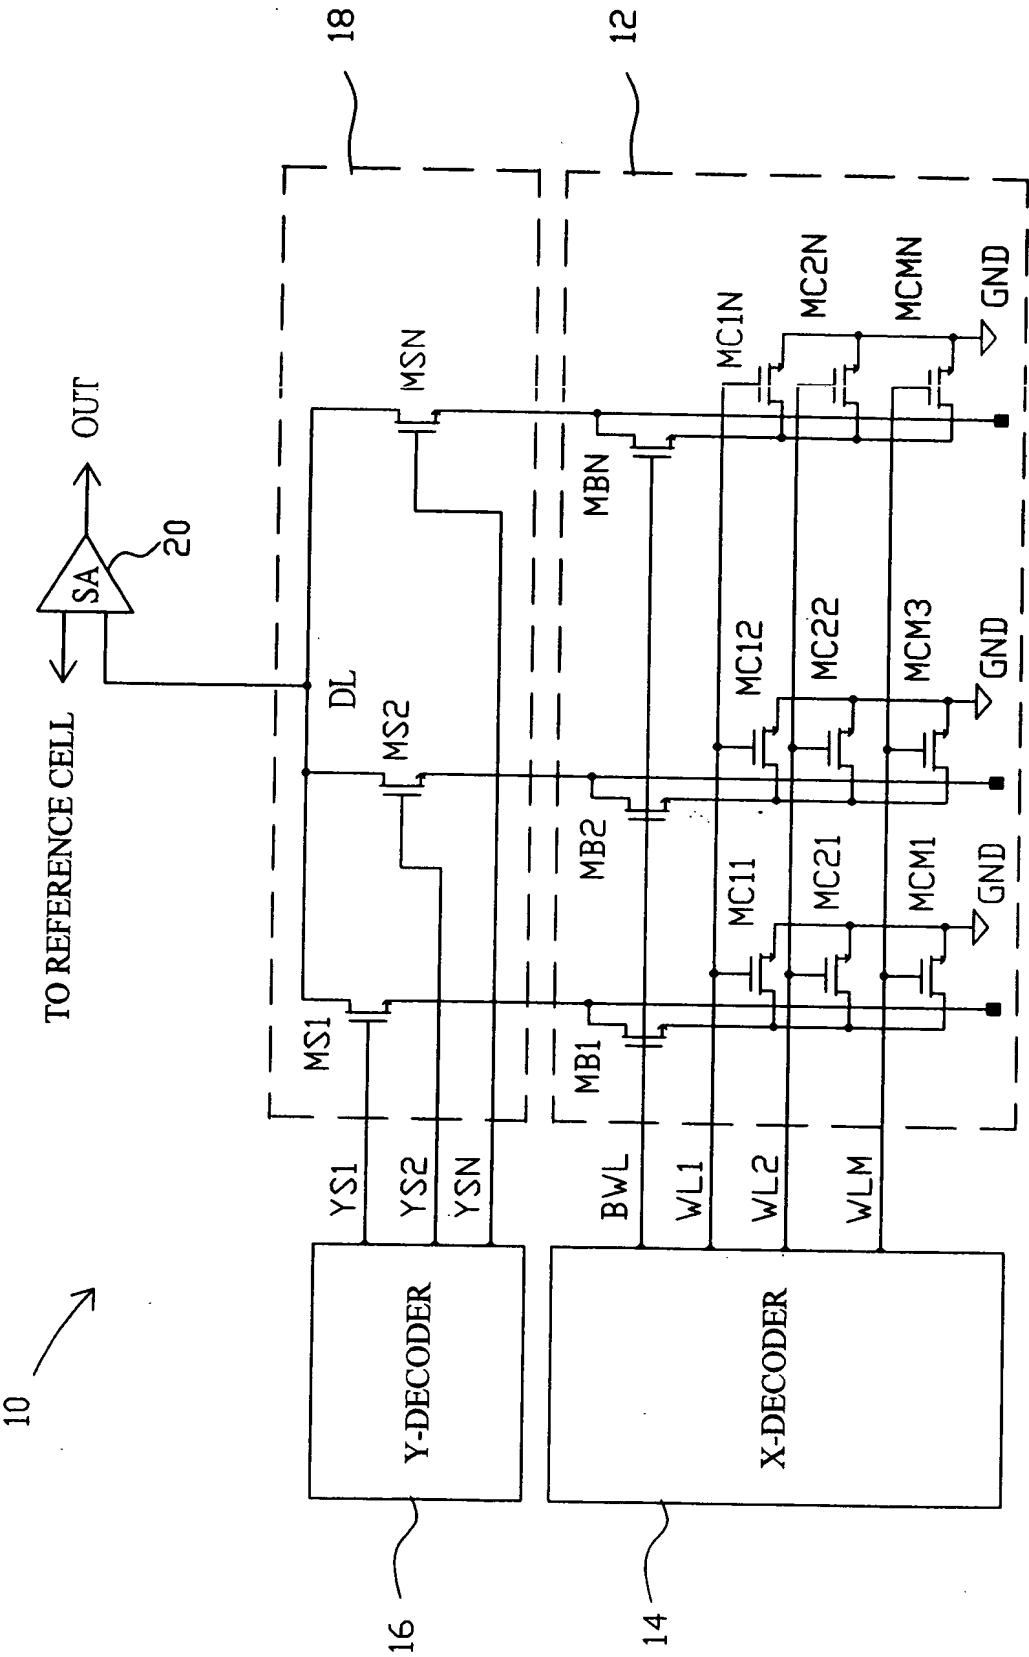 10
TO REFERENCE CELL
SA
OUT
20
18
DL
MS1
MS2
MSN
YS1
YS2
YSN
Y-DECODER
16
12
MB1
MB2
MBN
BWL
WL1
WL2
WLM
MC11
MC12
MC1N
MC21
MC22
MC2N
MCM1
MCM3
MCMN
GND
GND
GND
X-DECODER
14